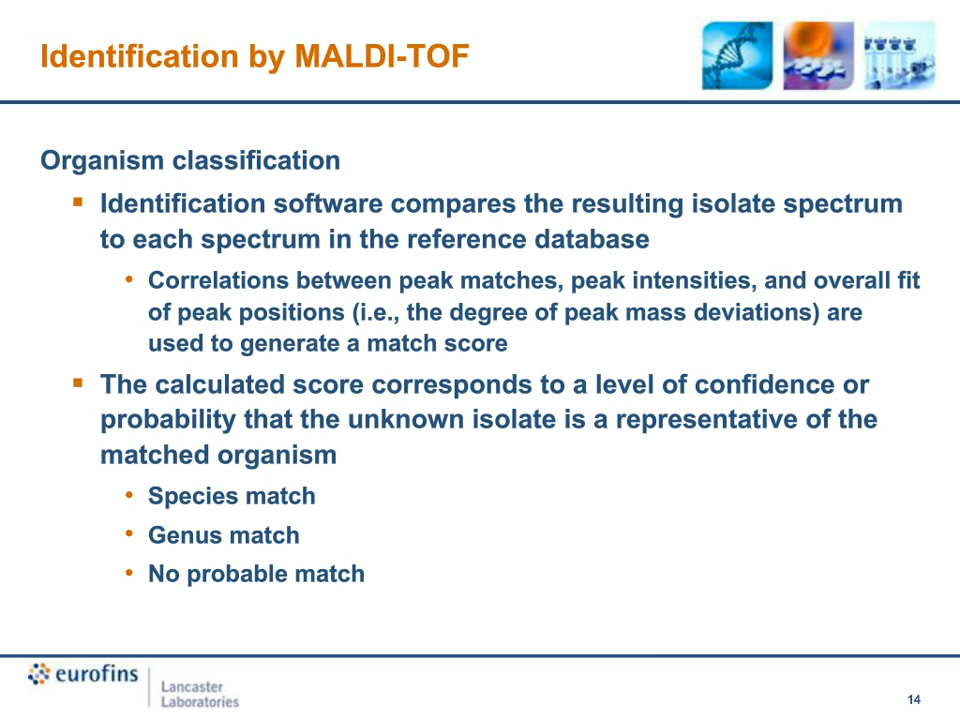 Identification by MALDI-TOF
Organism classification
▪ Identification software compares the resulting isolate spectrum
to each spectrum in the reference database
• Correlations between peak matches, peak intensities, and overall fit
of peak positions (i.e., the degree of peak mass deviations) are
used to generate a match score
▪ The calculated score corresponds to a level of confidence or
probability that the unknown isolate is a representative of the
matched organism
• Species match
• Genus match
• No probable match
eurofins
Lancaster
Laboratories
14